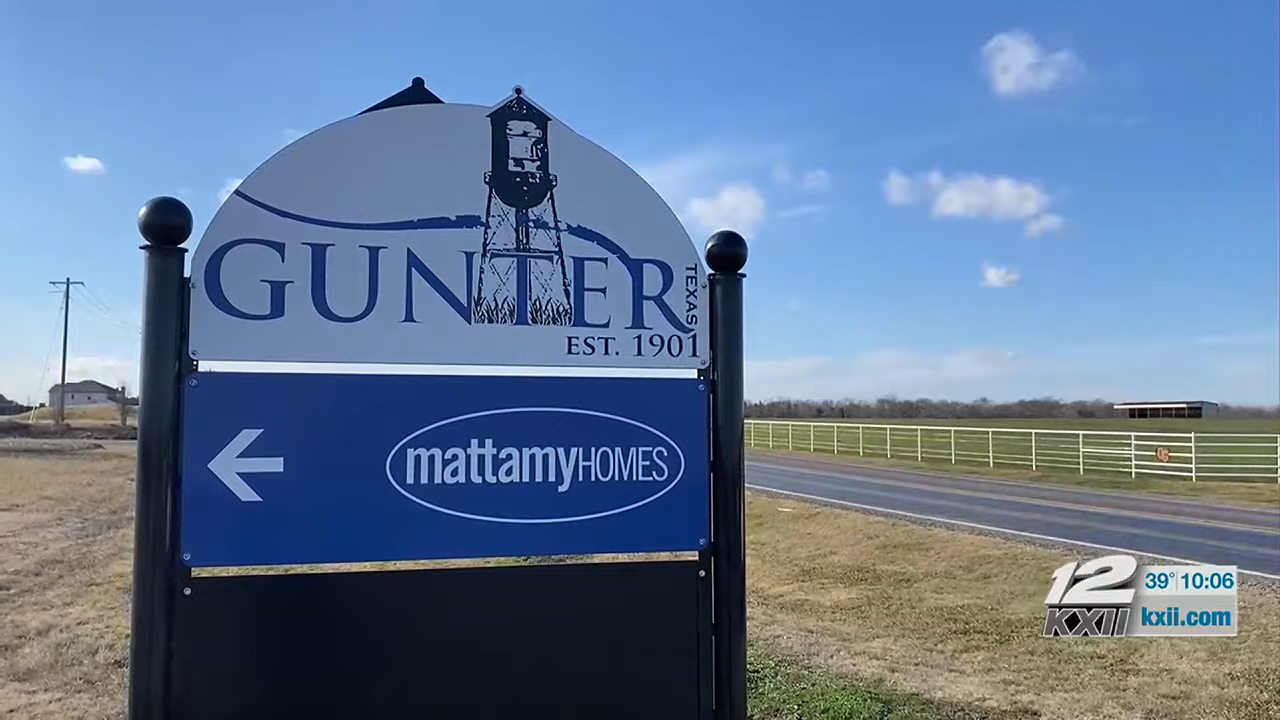 GUNTER
TEXAS
EST. 1901
mattamyHOMES
12 39° 10:06
KXII kxii.com